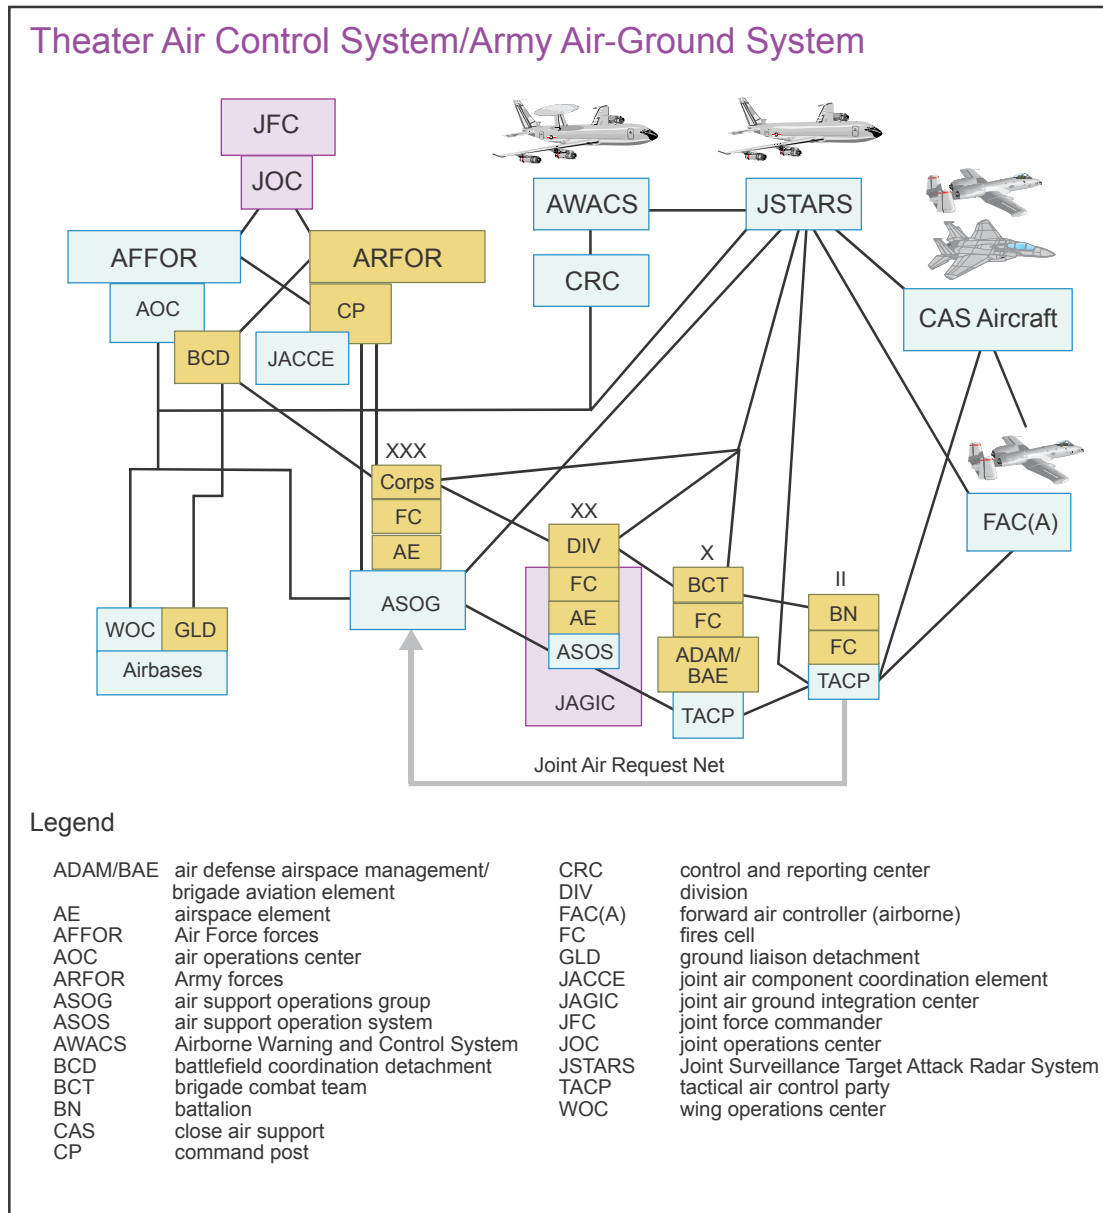 Theater Air Control System/Army Air-Ground System
JFC
JOC
AWACS
JSTARS
AFFOR
ARFOR
CRC
AOC
CP
CAS Aircraft
BCD
JACCE
XXX
Corps
FC
AE
ASOG
XX
DIV
FC
AE
ASOS
JAGIC
X
BCT
FC
ADAM/
BAE
TACP
II
BN
FC
TACP
FAC(A)
WOC
GLD
Airbases
Joint Air Request Net
Legend
ADAM/BAE air defense airspace management/
brigade aviation element
AE airspace element
AFFOR Air Force forces
AOC air operations center
ARFOR Army forces
ASOG air support operations group
ASOS air support operation system
AWACS Airborne Warning and Control System
BCD battlefield coordination detachment
BCT brigade combat team
BN battalion
CAS close air support
CP command post
CRC control and reporting center
DIV division
FAC(A) forward air controller (airborne)
FC fires cell
GLD ground liaison detachment
JACCE joint air component coordination element
JAGIC joint air ground integration center
JFC joint force commander
JOC joint operations center
JSTARS Joint Surveillance Target Attack Radar System
TACP tactical air control party
WOC wing operations center